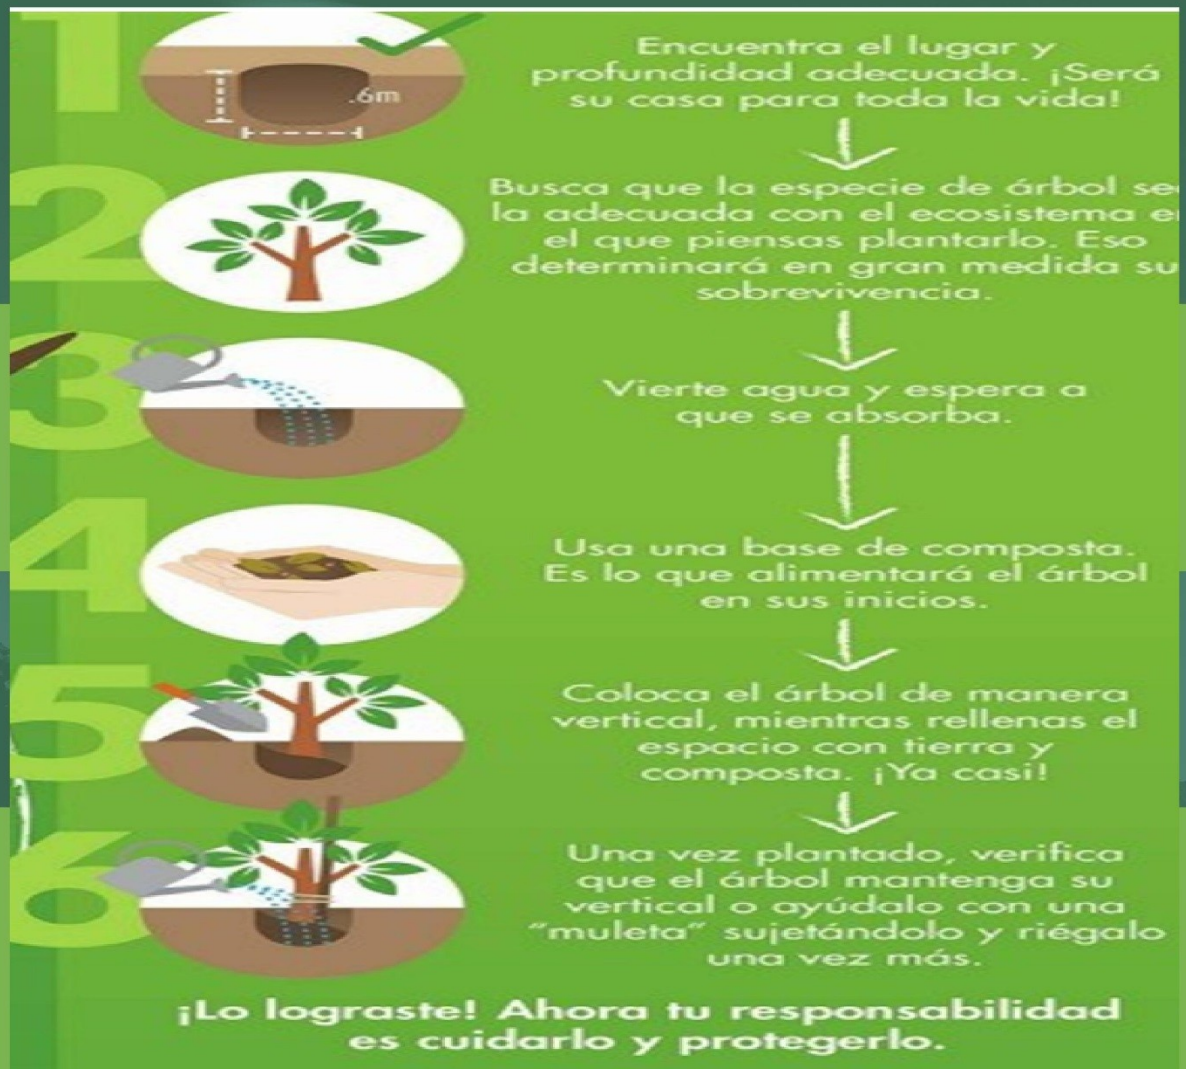 1
.6m
Encuentra el lugar y
profundidad adecuada. ¡Será
su casa para toda la vida!
2
Busca que la especie de árbol se
la adecuada con el ecosistema e
el que piensas plantarlo. Eso
determinará en gran medida su
sobrevivencia.
3
Vierte agua y espera a
que se absorba.
4
Usa una base de composta.
Es lo que alimentará el árbol
en sus inicios.
5
Coloca el árbol de manera
vertical, mientras rellenas el
espacio con tierra y
composta. ¡Ya casi!
6
Una vez plantado, verifica
que el árbol mantenga su
vertical o ayúdalo con una
"muleta" sujetándolo y riégalo
una vez más.
¡Lo lograste! Ahora tu responsabilidad
es cuidarlo y protegerlo.